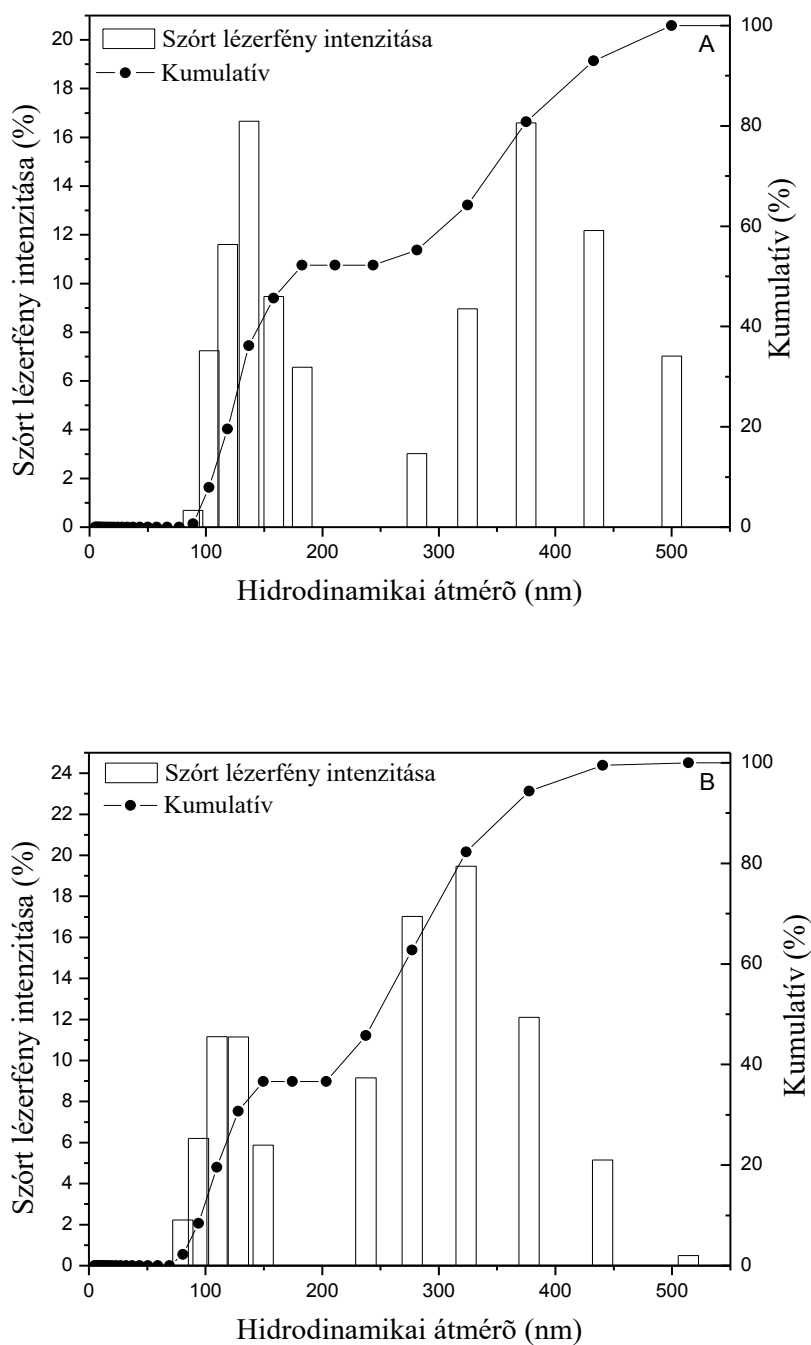 A
Szórt lézerfény intenzitása
Kumulatív
Szórt lézerfény intenzitása (%)
20
18
16
14
12
10
8
6
4
2
0
100
80
60
40
20
0
Kumulatív (%)
0 100 200 300 400 500
Hidrodinamikai átmérõ (nm)
B
Szórt lézerfény intenzitása
Kumulatív
Szórt lézerfény intenzitása (%)
24
22
20
18
16
14
12
10
8
6
4
2
0
100
80
60
40
20
0
Kumulatív (%)
0 100 200 300 400 500
Hidrodinamikai átmérõ (nm)